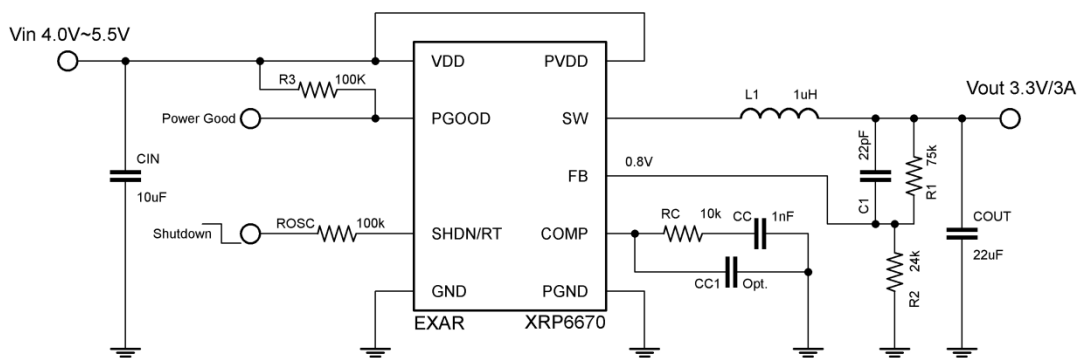 Vin 4.0V~5.5V
VDD
PVDD
R3
100K
Vout 3.3V/3A
L1
1uH
Power Good
PGOOD
SW
22pF
75k
CIN
10uF
0.8V
FB
C1
R1
Shutdown
ROSC
100k
SHDN/RT
COMP
RC
10k
CC
1nF
COUT
22uF
24k
R2
CC1
Opt.
GND
PGND
EXAR
XRP6670